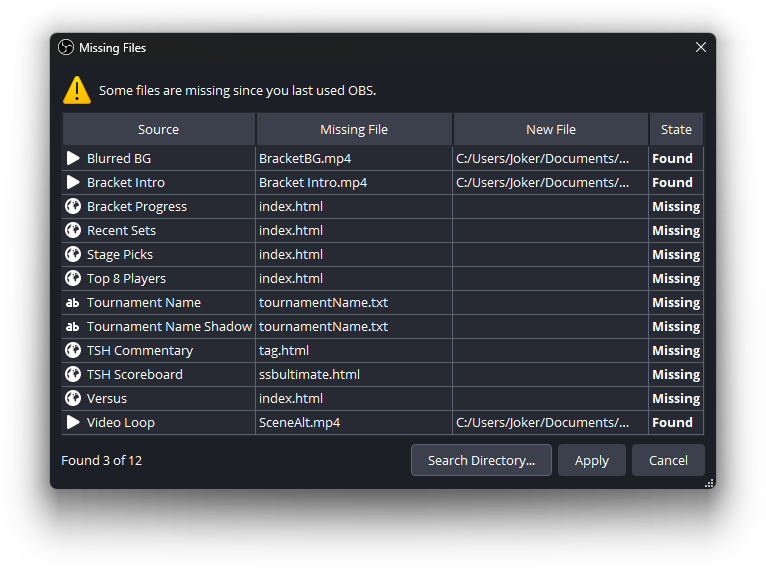 Missing Files
Some files are missing since you last used OBS.
Source Missing File New File State
Blurred BG BracketBG.mp4 C:/Users/Joker/Documents/... Found
Bracket Intro Bracket Intro.mp4 C:/Users/Joker/Documents/... Found
Bracket Progress index.html Missing
Recent Sets index.html Missing
Stage Picks index.html Missing
Top 8 Players index.html Missing
ab Tournament Name tournamentName.txt Missing
ab Tournament Name Shadow tournamentName.txt Missing
TSH Commentary tag.html Missing
TSH Scoreboard ssbultimate.html Missing
Versus index.html Missing
Video Loop SceneAlt.mp4 C:/Users/Joker/Documents/... Found
Found 3 of 12 Search Directory... Apply Cancel